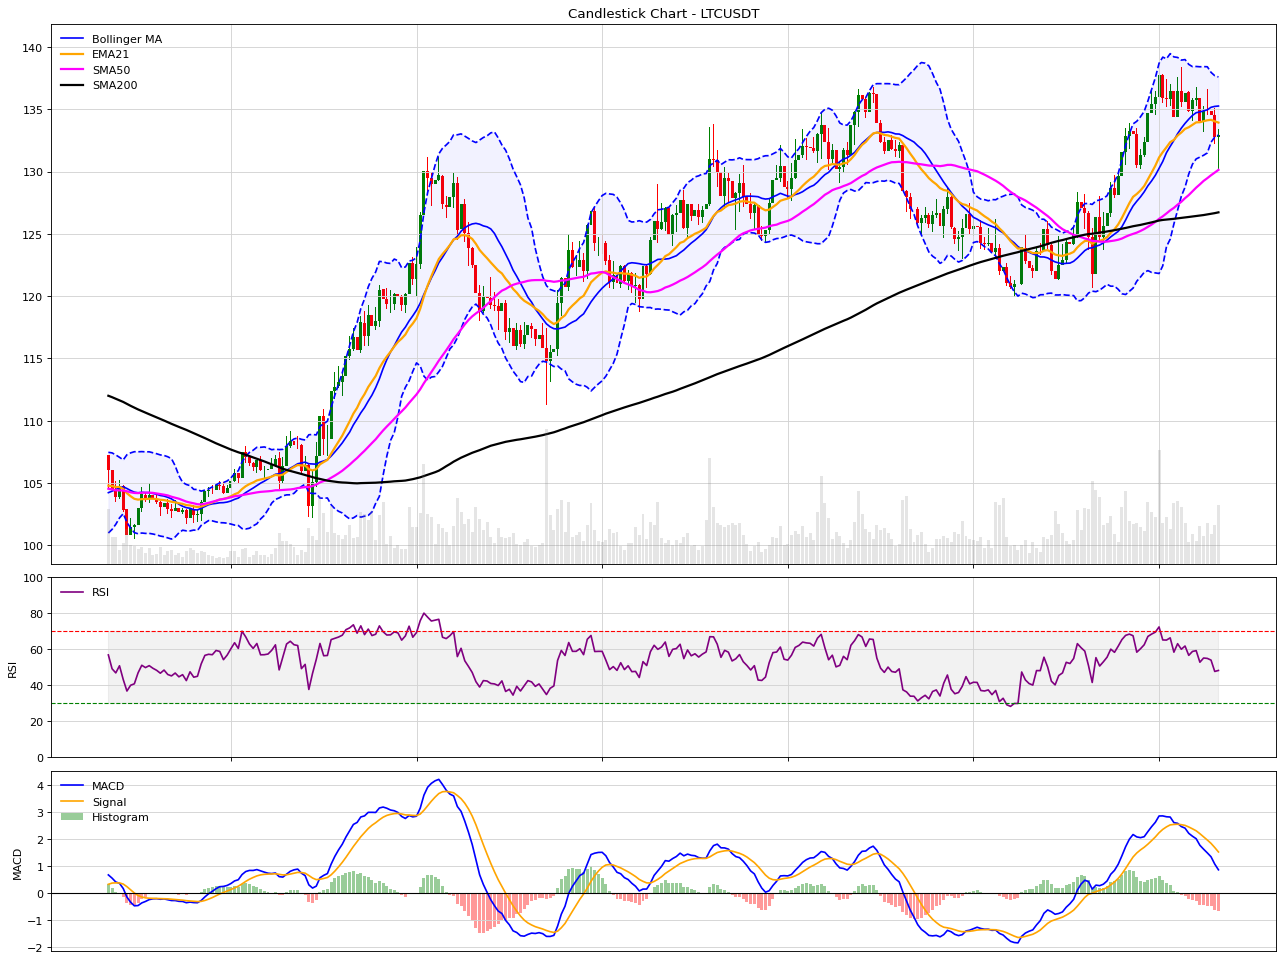 Candlestick Chart - LTCUSDT
Bollinger MA
EMA21
SMA50
SMA200
140
135
130
125
120
115
110
105
100
RSI
100
80
60
40
20
0
RSI
MACD
Signal
Histogram
4
3
2
1
0
−1
−2
MACD